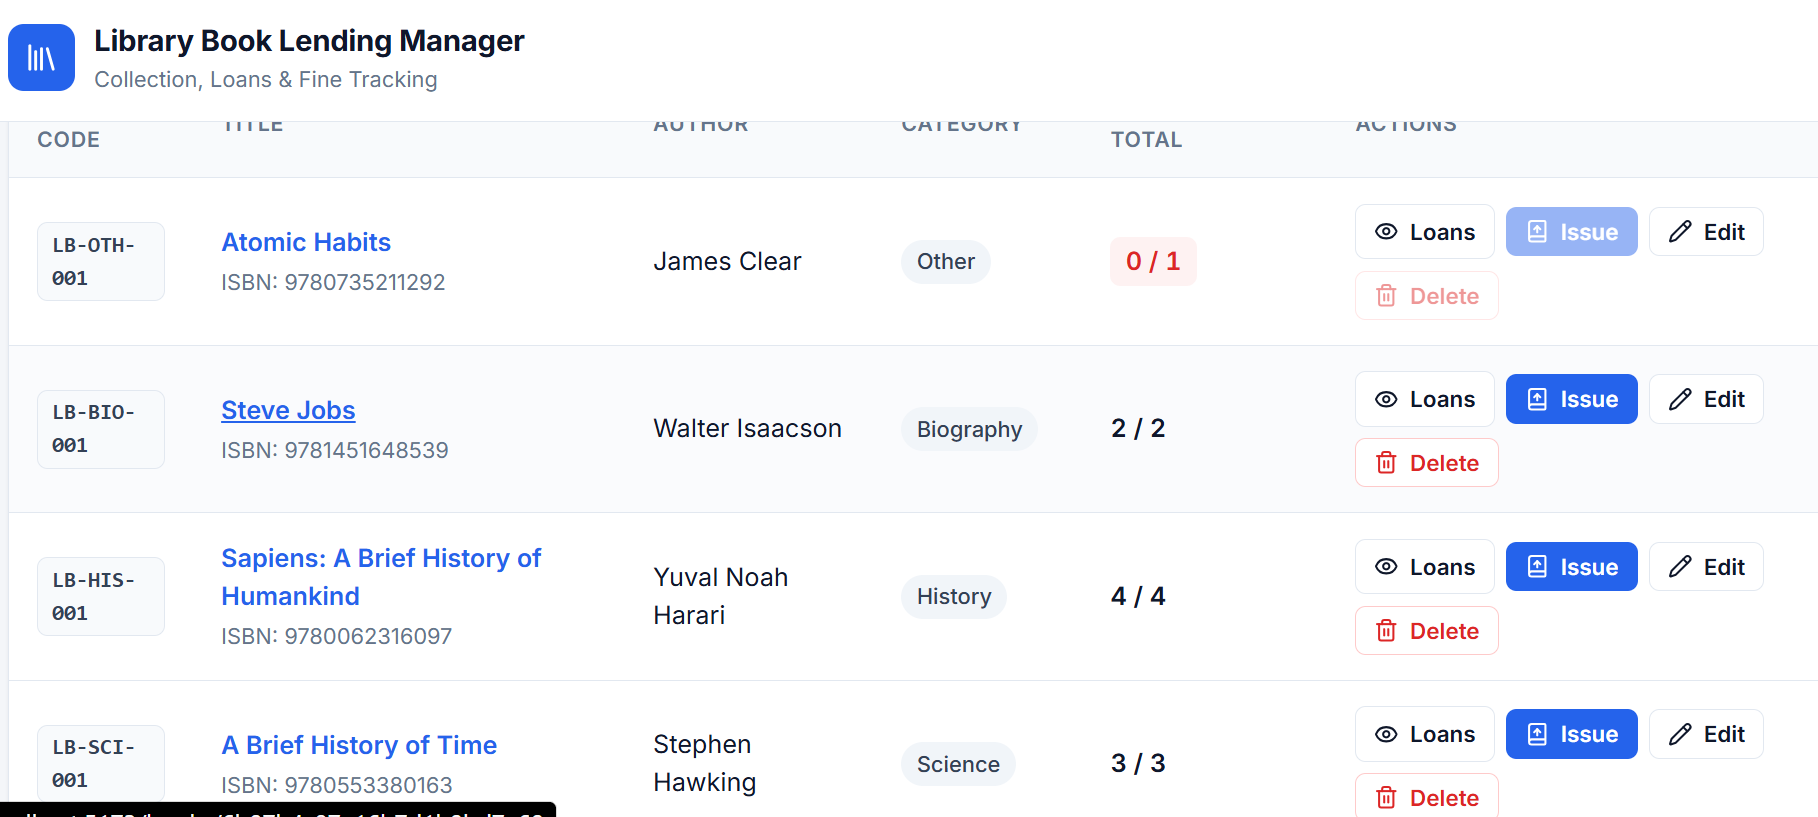 Library Book Lending Manager
Collection, Loans & Fine Tracking
CODE TITLE AUTHOR CATEGORY TOTAL ACTIONS
LB-OTH-
001
Atomic Habits
ISBN: 9780735211292
James Clear
Other
0 / 1
Loans Issue Edit
Delete
LB-BIO-
001
Steve Jobs
ISBN: 9781451648539
Walter Isaacson
Biography
2 / 2
Loans Issue Edit
Delete
LB-HIS-
001
Sapiens: A Brief History of
Humankind
ISBN: 9780062316097
Yuval Noah
Harari
History
4 / 4
Loans Issue Edit
Delete
LB-SCI-
001
A Brief History of Time
ISBN: 9780553380163
Stephen
Hawking
Science
3 / 3
Loans Issue Edit
Delete